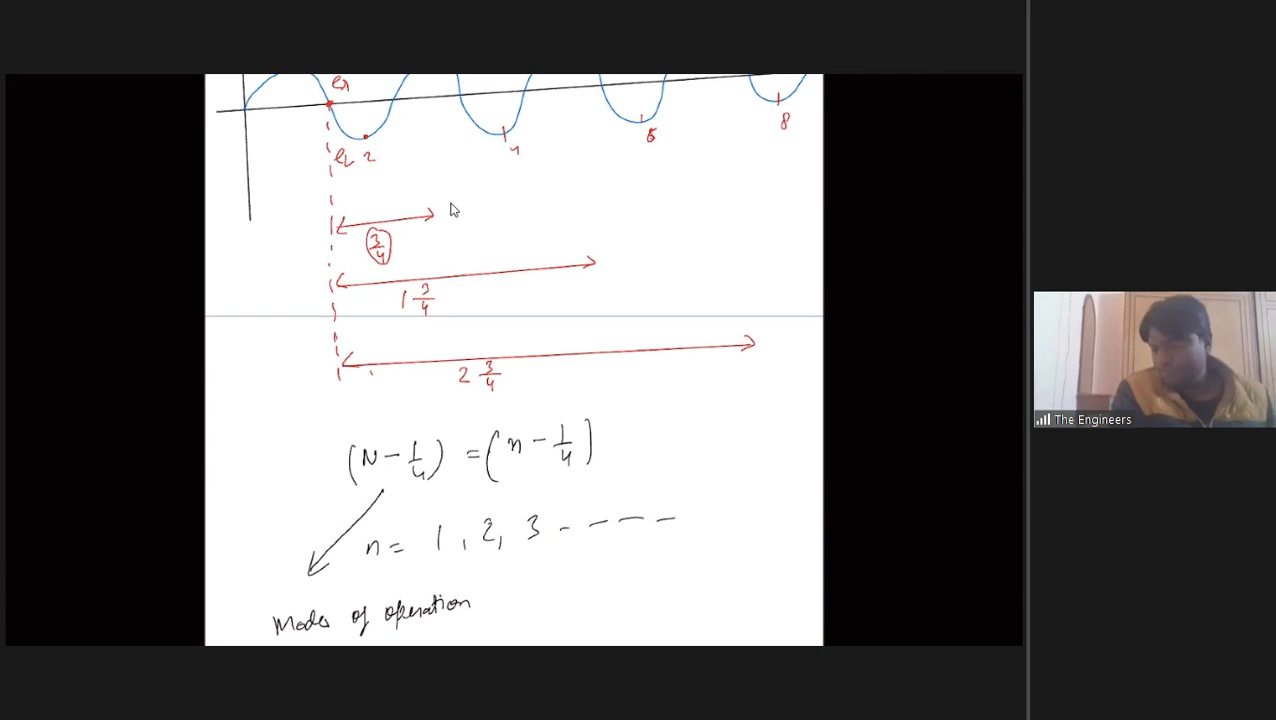 e1
e2 2
4
6
8
3/4
1 3/4
2 3/4
(N - 1/4) = (n - 1/4)
n = 1, 2, 3 - - - -
Modes of operation
The Engineers